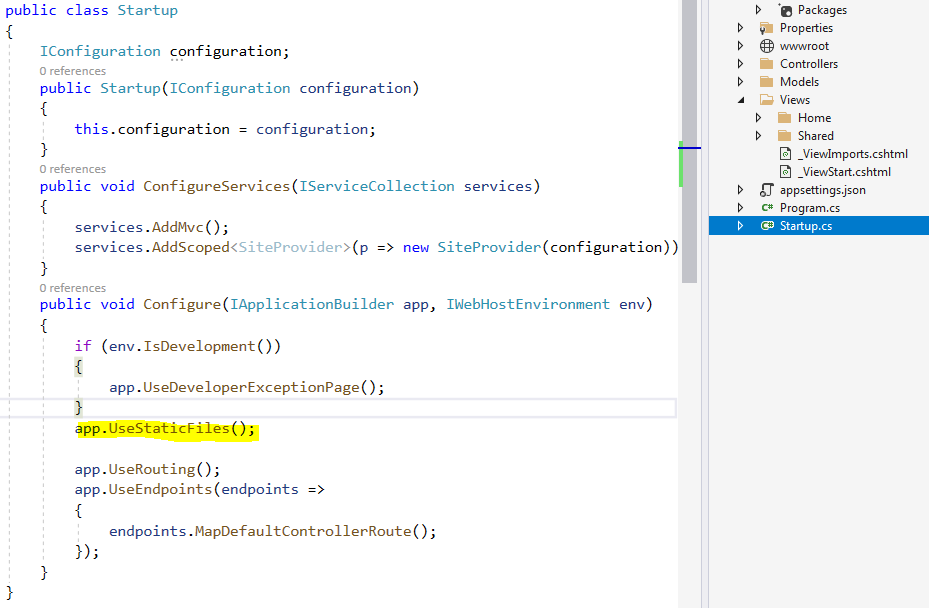 public class Startup
{
IConfiguration configuration;
0 references
public Startup(IConfiguration configuration)
{
this.configuration = configuration;
}
0 references
public void ConfigureServices(IServiceCollection services)
{
services.AddMvc();
services.AddScoped<SiteProvider>(p => new SiteProvider(configuration))
}
0 references
public void Configure(IApplicationBuilder app, IWebHostEnvironment env)
{
if (env.IsDevelopment())
{
app.UseDeveloperExceptionPage();
}
app.UseStaticFiles();
app.UseRouting();
app.UseEndpoints(endpoints =>
{
endpoints.MapDefaultControllerRoute();
});
}
}
Packages
Properties
wwwroot
Controllers
Models
Views
Home
Shared
_ViewImports.cshtml
_ViewStart.cshtml
appsettings.json
C# Program.cs
C# Startup.cs